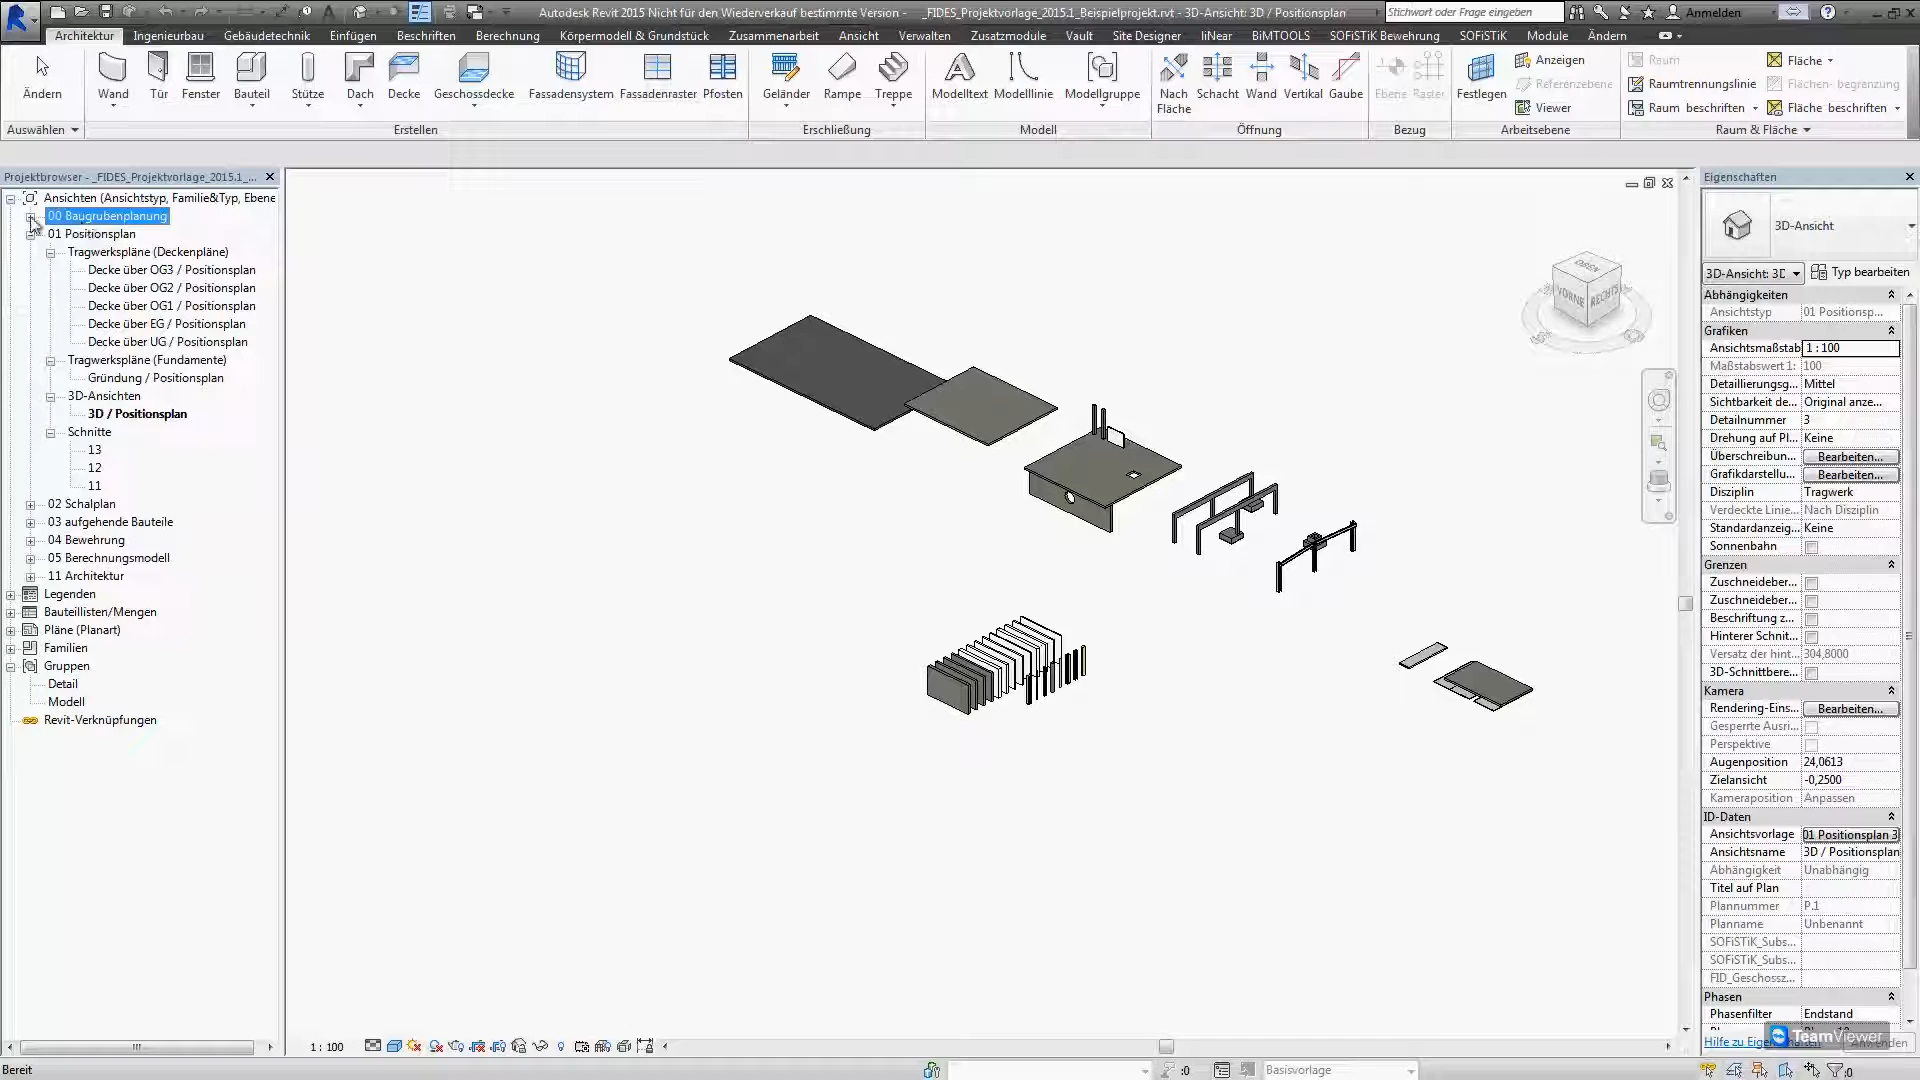 Autodesk Revit 2015 Nicht für den Wiederverkauf bestimmte Version - _FIDES_Projektvorlage_2015.1_Beispielprojekt.rvt - 3D-Ansicht: 3D / Positionsplan
Stichwort oder Frage eingeben
Anmelden
Architektur Ingenieurbau Gebäudetechnik Einfügen Beschriften Berechnung Körpermodell & Grundstück Zusammenarbeit Ansicht Verwalten Zusatzmodule Vault Site Designer liNear BiMTOOLS SOFiSTiK Bewehrung SOFiSTiK Module Ändern
Ändern Wand Tür Fenster Bauteil Stütze Dach Decke Geschossdecke Fassadensystem Fassadenraster Pfosten Geländer Rampe Treppe Modelltext Modelllinie Modellgruppe Nach Fläche Schacht Wand Vertikal Gaube Ebene Raster Festlegen
Anzeigen
Referenzebene
Viewer
Raum
Raumtrennungslinie
Raum beschriften
Fläche
Flächen- begrenzung
Fläche beschriften
Auswählen Erstellen Erschließung Modell Öffnung Bezug Arbeitsebene Raum & Fläche
Projektbrowser - _FIDES_Projektvorlage_2015.1_...
Ansichten (Ansichtstyp, Familie&Typ, Ebene
00 Baugrubenplanung
01 Positionsplan
Tragwerkspläne (Deckenpläne)
Decke über OG3 / Positionsplan
Decke über OG2 / Positionsplan
Decke über OG1 / Positionsplan
Decke über EG / Positionsplan
Decke über UG / Positionsplan
Tragwerkspläne (Fundamente)
Gründung / Positionsplan
3D-Ansichten
3D / Positionsplan
Schnitte
13
12
11
02 Schalplan
03 aufgehende Bauteile
04 Bewehrung
05 Berechnungsmodell
11 Architektur
Legenden
Bauteillisten/Mengen
Pläne (Planart)
Familien
Gruppen
Detail
Modell
Revit-Verknüpfungen
OBEN
VORNE
RECHTS
Eigenschaften
3D-Ansicht
3D-Ansicht: 3D Typ bearbeiten
Abhängigkeiten
Ansichtstyp 01 Positionsp...
Grafiken
Ansichtsmaßstab 1 : 100
Maßstabswert 1: 100
Detaillierungsg... Mittel
Sichtbarkeit de... Original anze...
Detailnummer 3
Drehung auf Pl... Keine
Überschreibun... Bearbeiten...
Grafikdarstellu... Bearbeiten...
Disziplin Tragwerk
Verdeckte Linie... Nach Disziplin
Standardanzeig... Keine
Sonnenbahn
Grenzen
Zuschneideber...
Zuschneideber...
Beschriftung z...
Hinterer Schnit...
Versatz der hint... 304,8000
3D-Schnittbere...
Kamera
Rendering-Eins... Bearbeiten...
Gesperrte Ausri...
Perspektive
Augenposition 24,0613
Zielansicht -0,2500
Kameraposition Anpassen
ID-Daten
Ansichtsvorlage 01 Positionsplan 3
Ansichtsname 3D / Positionsplan
Abhängigkeit Unabhängig
Titel auf Plan
Plannummer P.1
Planname Unbenannt
SOFiSTiK_Subs...
SOFiSTiK_Subs...
FID_Geschossz...
Phasen
Phasenfilter Endstand
TeamViewer
1 : 100
Bereit
:0
Basisvorlage
:0